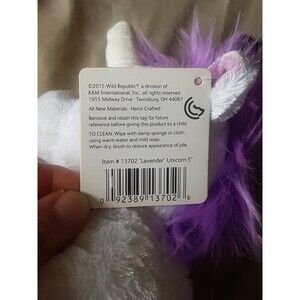 ©2015 Wild Republic®, a division of
K&M International, Inc. all rights reserved
1955 Midway Drive · Twinsburg, OH 44087
All New Materials · Hand Crafted
Remove and retain this tag for future
reference before giving this product to a child.
TO CLEAN: Wipe with damp sponge or cloth,
using warm water and mild soap.
When dry, brush to restore appearance of pile.
Item # 13702 "Lavender" Unicorn 5"
0 92389 13702 6